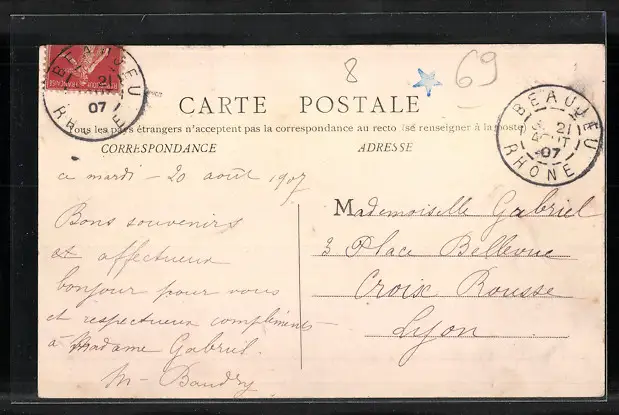 BEAUJEU
21
07
RHONE
8
69
CARTE POSTALE
Tous les pays étrangers n'acceptent pas la correspondance au recto (se renseigner à la poste)
CORRESPONDANCE
ADRESSE
BEAUJEU
21
AOUT
07
RHONE
ce mardi - 20 août 1907
Bons souvenirs
et affectueux
bonjour pour vous
et respectueux compliments
à Madame Gabriel.
M - Baudry
Mademoiselle Gabriel
3 Place Bellevue
Croix Rousse
Lyon